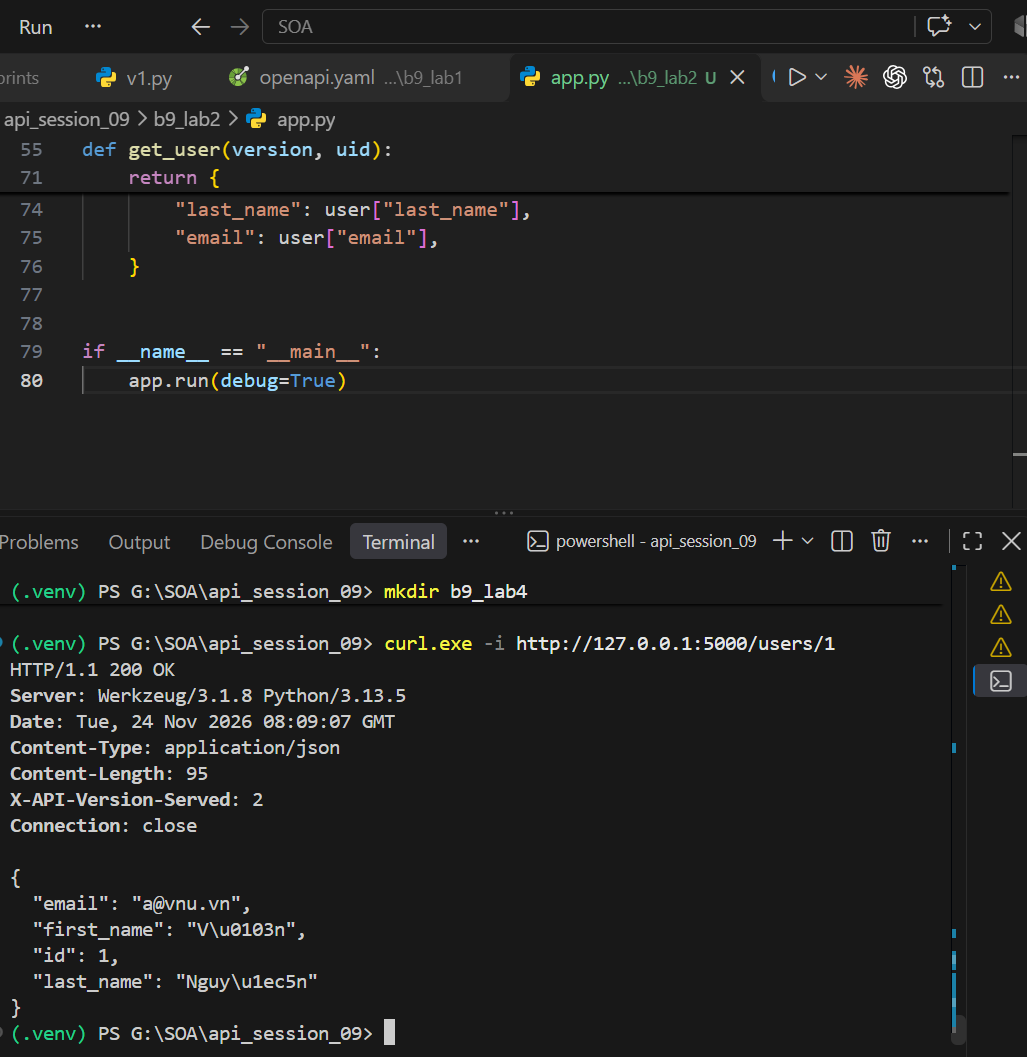 Run ··· SOA
prints v1.py openapi.yaml ...\b9_lab1 app.py ...\b9_lab2 U
api_session_09 > b9_lab2 > app.py
55 def get_user(version, uid):
71 return {
74 "last_name": user["last_name"],
75 "email": user["email"],
76 }
77
78
79 if __name__ == "__main__":
80 app.run(debug=True)
Problems Output Debug Console Terminal ··· powershell - api_session_09
(.venv) PS G:\SOA\api_session_09> mkdir b9_lab4
(.venv) PS G:\SOA\api_session_09> curl.exe -i http://127.0.0.1:5000/users/1
HTTP/1.1 200 OK
Server: Werkzeug/3.1.8 Python/3.13.5
Date: Tue, 24 Nov 2026 08:09:07 GMT
Content-Type: application/json
Content-Length: 95
X-API-Version-Served: 2
Connection: close
{
"email": "a@vnu.vn",
"first_name": "V\u0103n",
"id": 1,
"last_name": "Nguy\u1ec5n"
}
(.venv) PS G:\SOA\api_session_09>